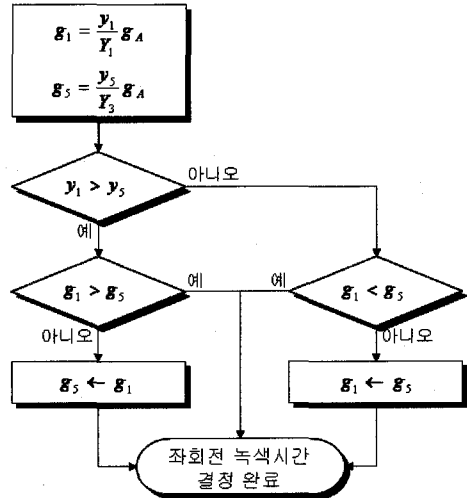 g₁ = y₁/Y₁ g_A
g₅ = y₅/Y₃ g_A
y₁ > y₅
아니오
예
g₁ > g₅
예
예
g₁ < g₅
아니오
아니오
g₅ ← g₁
g₁ ← g₅
좌회전 녹색시간
결정 완료